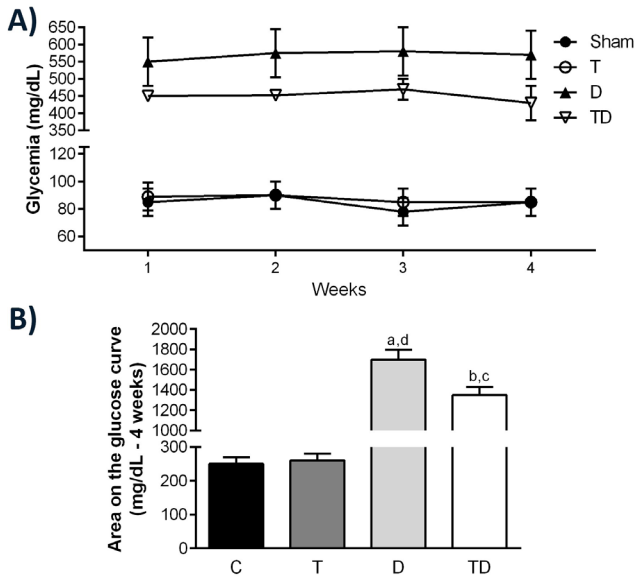 A)
Glycemia (mg/dL)
650
600
550
500
450
400
350
120
100
80
60
1 2 3 4
Weeks
Sham
T
D
TD
B)
Area on the glucose curve
(mg/dL - 4 weeks)
2000
1800
1600
1400
1200
1000
300
200
100
0
a,d
b,c
C T D TD